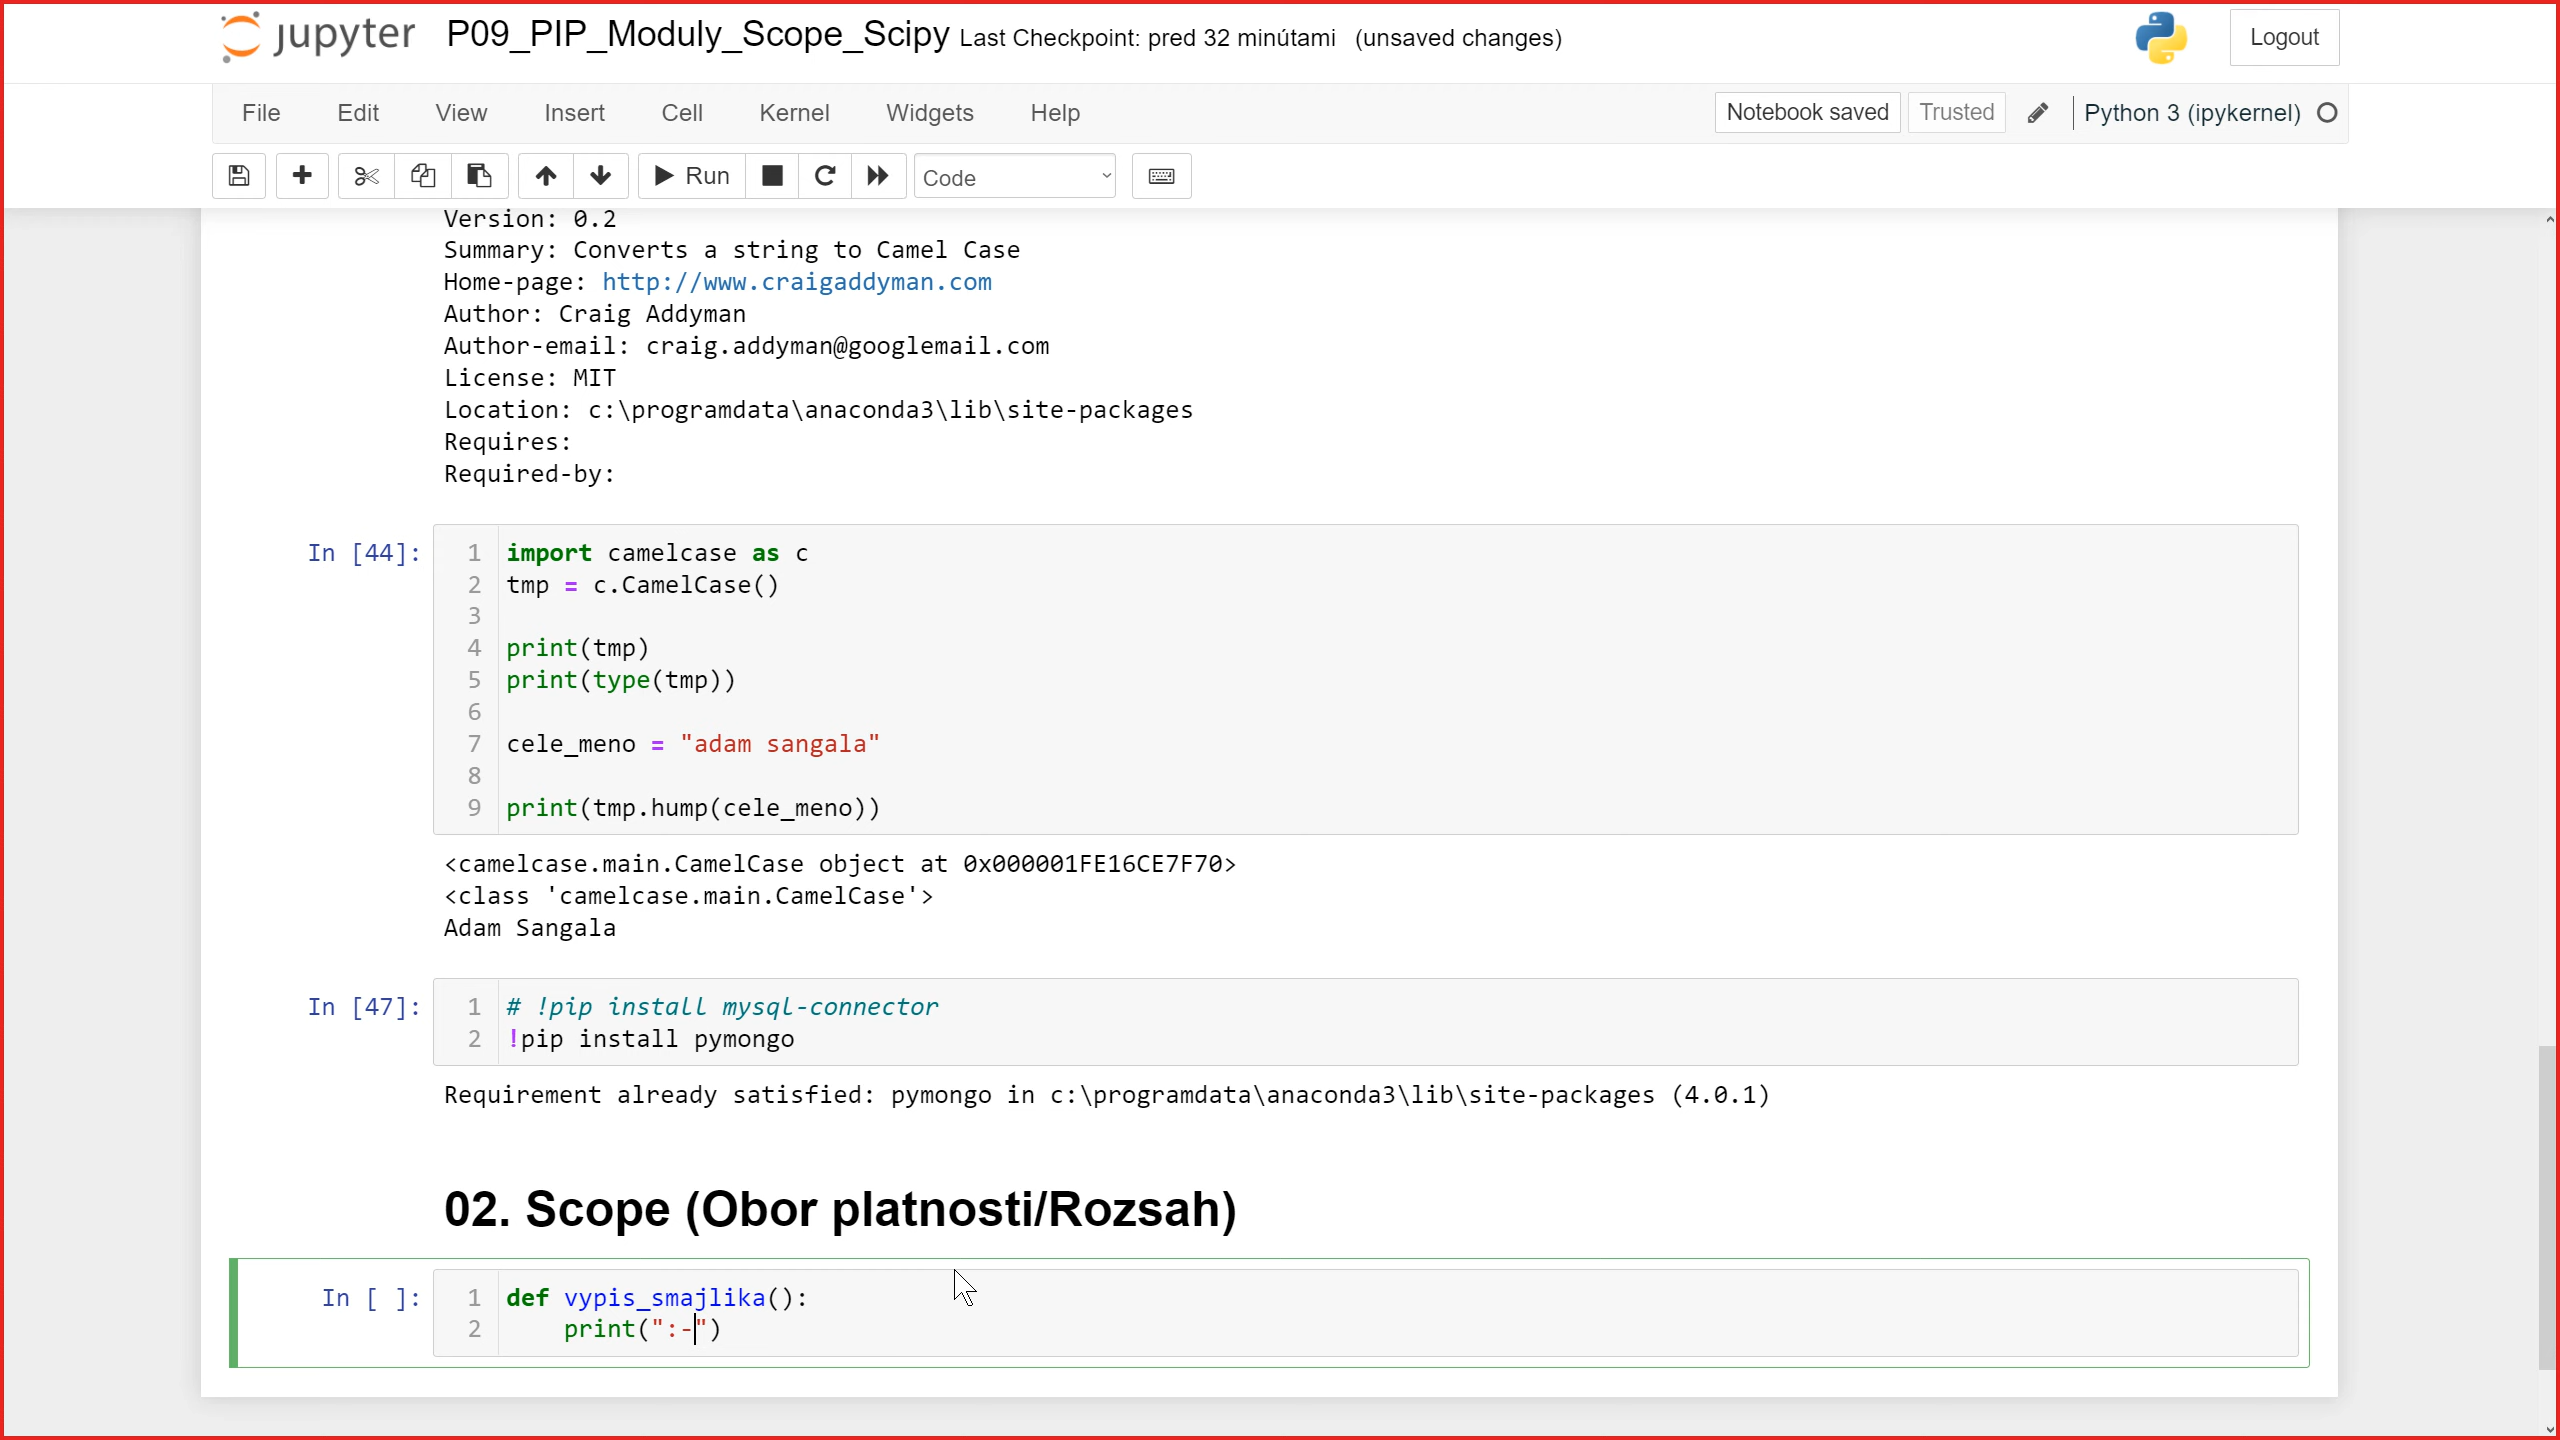 jupyter P09_PIP_Moduly_Scope_Scipy Last Checkpoint: pred 32 minútami (unsaved changes) Logout
File Edit View Insert Cell Kernel Widgets Help Notebook saved Trusted Python 3 (ipykernel)
Run Code
Version: 0.2
Summary: Converts a string to Camel Case
Home-page: http://www.craigaddyman.com
Author: Craig Addyman
Author-email: craig.addyman@googlemail.com
License: MIT
Location: c:\programdata\anaconda3\lib\site-packages
Requires:
Required-by:
In [44]: 1 import camelcase as c
2 tmp = c.CamelCase()
3
4 print(tmp)
5 print(type(tmp))
6
7 cele_meno = "adam sangala"
8
9 print(tmp.hump(cele_meno))
<camelcase.main.CamelCase object at 0x000001FE16CE7F70>
<class 'camelcase.main.CamelCase'>
Adam Sangala
In [47]: 1 # !pip install mysql-connector
2 !pip install pymongo
Requirement already satisfied: pymongo in c:\programdata\anaconda3\lib\site-packages (4.0.1)
02. Scope (Obor platnosti/Rozsah)
In [ ]: 1 def vypis_smajlika():
2 print(":-")